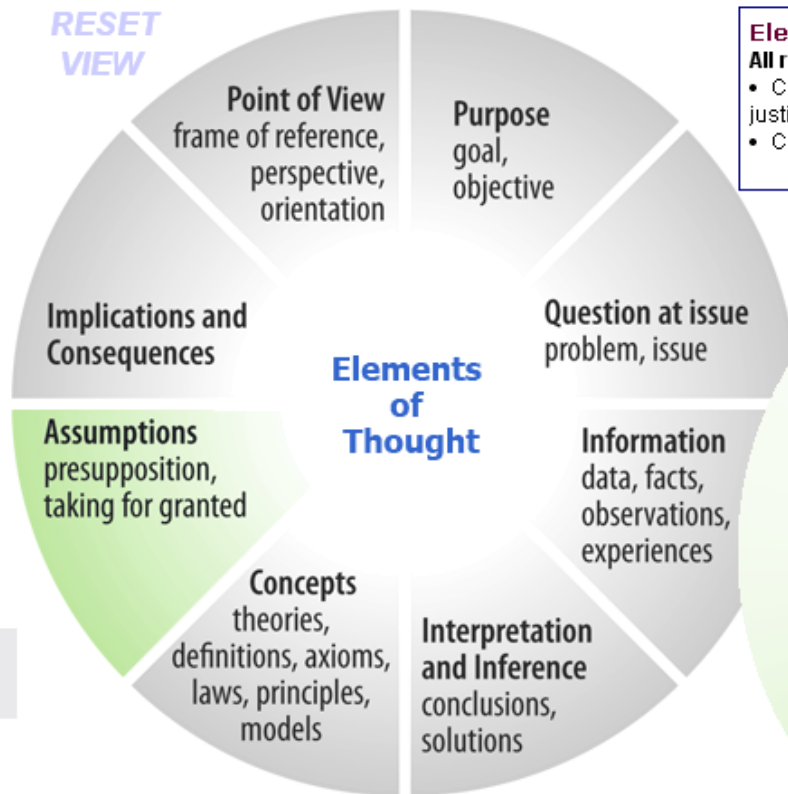 RESET
VIEW
Point of View
frame of reference,
perspective,
orientation
Purpose
goal,
objective
Question at issue
problem, issue
Information
data, facts,
observations,
experiences
Interpretation
and Inference
conclusions,
solutions
Concepts
theories,
definitions, axioms,
laws, principles,
models
Assumptions
presupposition,
taking for granted
Implications and
Consequences
Elements
of
Thought
All